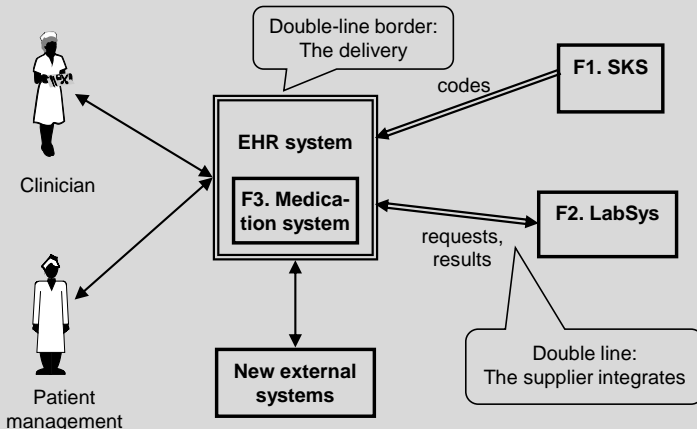 Double-line border:
The delivery
F1. SKS
codes
EHR system
Clinician
F3. Medica-
tion system
F2. LabSys
requests,
results
Double line:
The supplier integrates
New external
systems
Patient
management